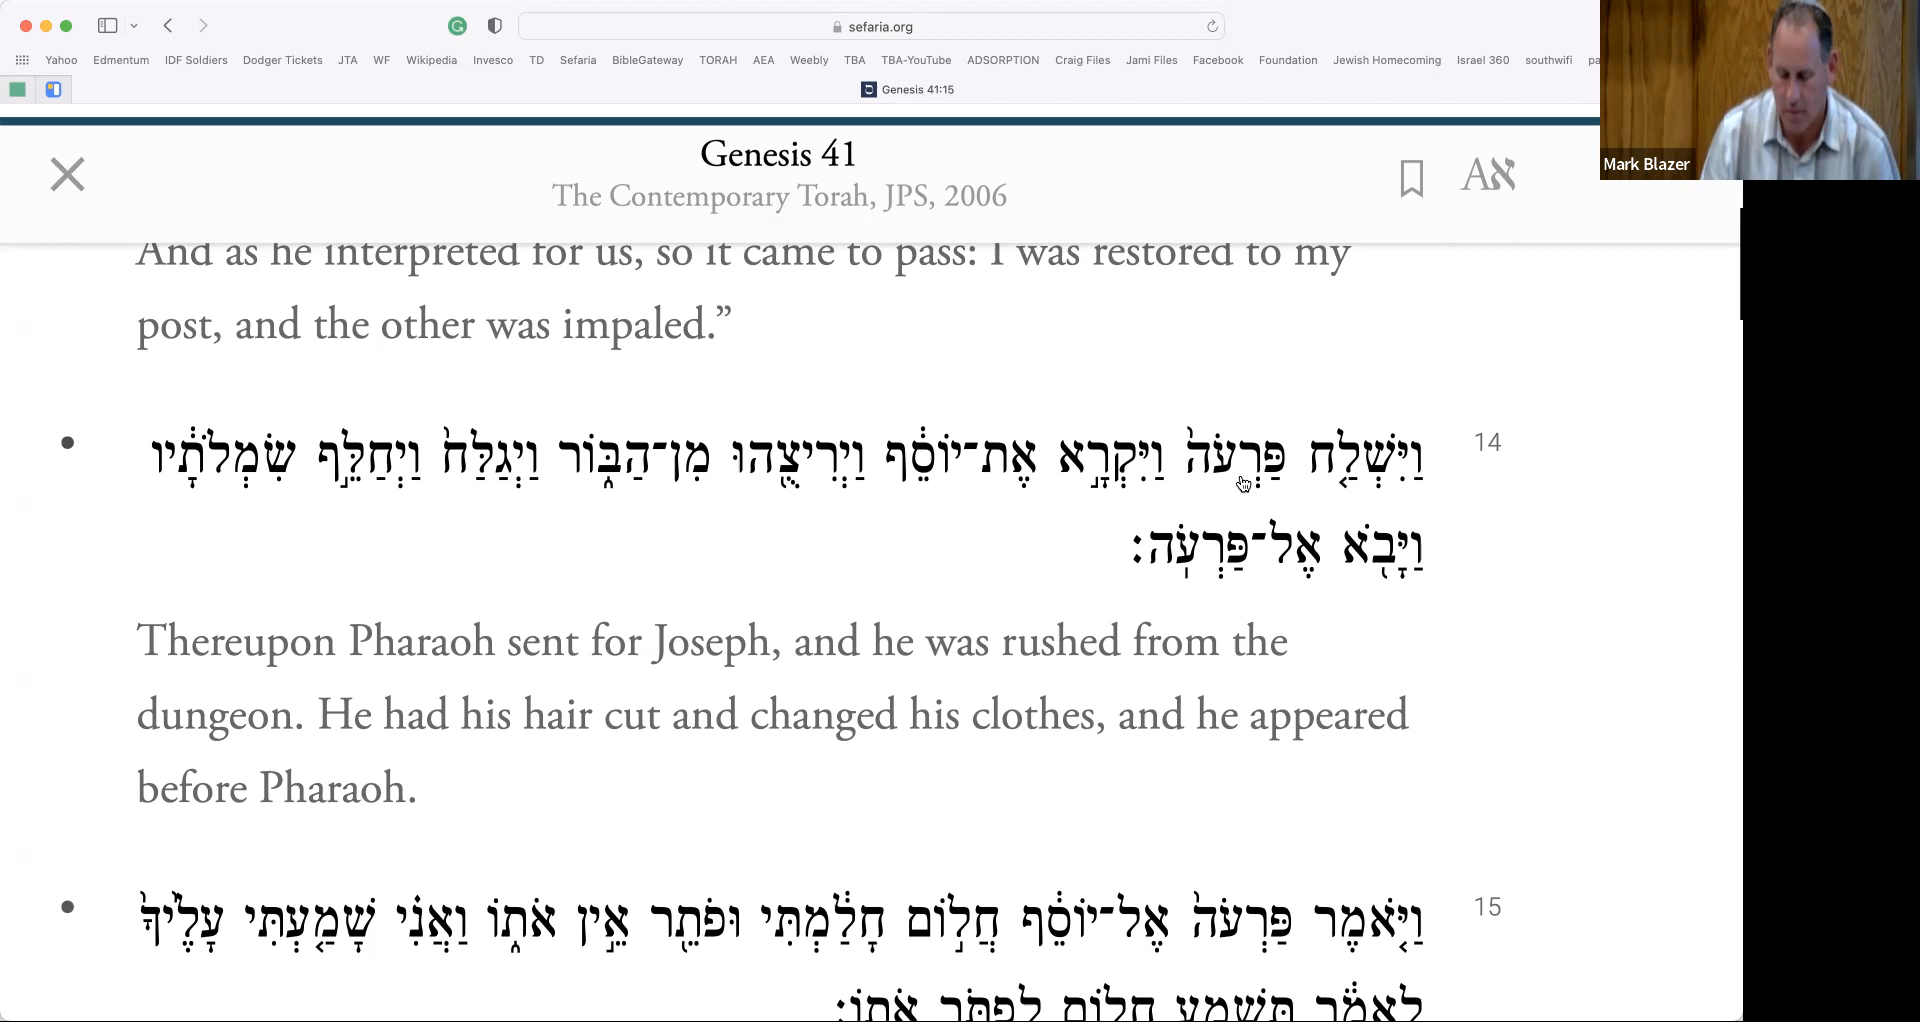 sefaria.org
Yahoo Edmentum IDF Soldiers Dodger Tickets JTA WF Wikipedia Invesco TD Sefaria BibleGateway TORAH AEA Weebly TBA TBA-YouTube ADSORPTION Craig Files Jami Files Facebook Foundation Jewish Homecoming Israel 360 southwifi pa
Genesis 41:15
Mark Blazer
Genesis 41
The Contemporary Torah, JPS, 2006
And as he interpreted for us, so it came to pass: I was restored to my
post, and the other was impaled.”
14
וַיִּשְׁלַ֤ח פַּרְעֹה֙ וַיִּקְרָ֣א אֶת־יוֹסֵ֔ף וַיְרִיצֻ֖הוּ מִן־הַבּ֑וֹר וַיְגַלַּח֙ וַיְחַלֵּ֣ף שִׂמְלֹתָ֔יו
וַיָּבֹ֖א אֶל־פַּרְעֹֽה׃
Thereupon Pharaoh sent for Joseph, and he was rushed from the
dungeon. He had his hair cut and changed his clothes, and he appeared
before Pharaoh.
15
וַיֹּ֤אמֶר פַּרְעֹה֙ אֶל־יוֹסֵ֔ף חֲל֣וֹם חָלַ֔מְתִּי וּפֹתֵ֖ר אֵ֣ין אֹת֑וֹ וַאֲנִ֗י שָׁמַ֤עְתִּי עָלֶ֙יךָ֙
לֵאמֹ֔ר תִּשְׁמַ֥ע חֲל֖וֹם לִפְתֹּ֥ר אֹתֽוֹ׃